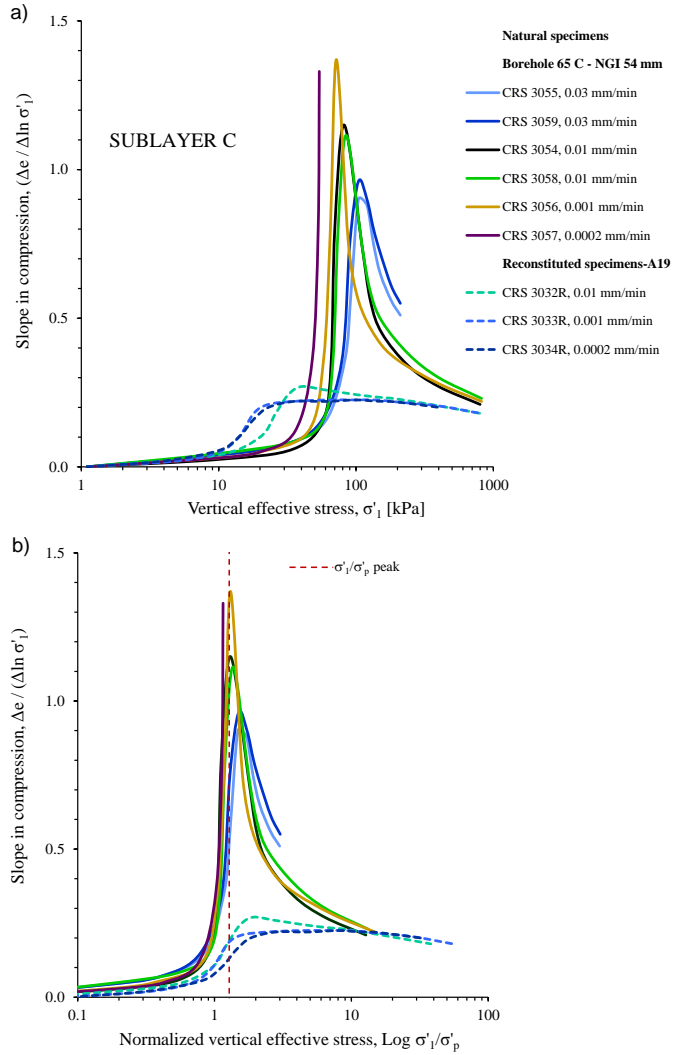 a)
1.5
1.0
0.5
0.0
Slope in compression, (Δe / Δln σ'1)
SUBLAYER C
Natural specimens
Borehole 65 C - NGI 54 mm
CRS 3055, 0.03 mm/min
CRS 3059, 0.03 mm/min
CRS 3054, 0.01 mm/min
CRS 3058, 0.01 mm/min
CRS 3056, 0.001 mm/min
CRS 3057, 0.0002 mm/min
Reconstituted specimens-A19
CRS 3032R, 0.01 mm/min
CRS 3033R, 0.001 mm/min
CRS 3034R, 0.0002 mm/min
1 10 100 1000
Vertical effective stress, σ'1 [kPa]
b)
1.5
1.0
0.5
0.0
Slope in compression, Δe / (Δln σ'1)
σ'1/σ'p peak
0.1 1 10 100
Normalized vertical effective stress, Log σ'1/σ'p